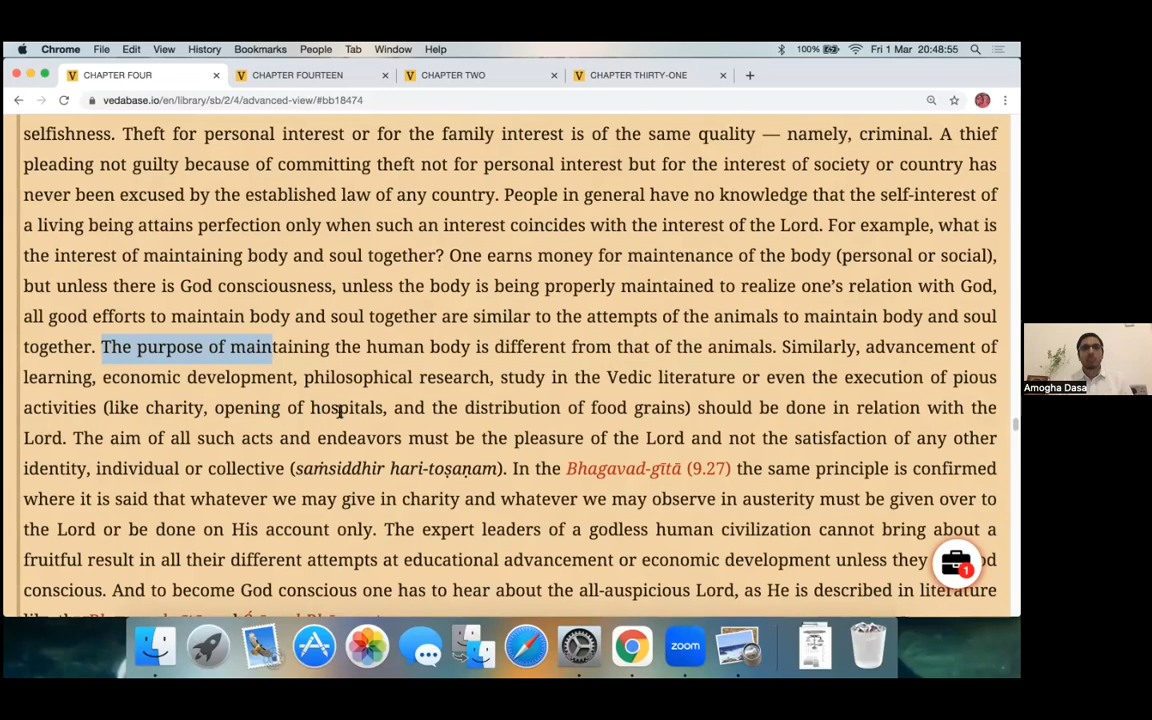 Chrome File Edit View History Bookmarks People Tab Window Help 100% Fri 1 Mar 20:48:55
CHAPTER FOUR CHAPTER FOURTEEN CHAPTER TWO CHAPTER THIRTY-ONE
vedabase.io/en/library/sb/2/4/advanced-view/#bb18474
selfishness. Theft for personal interest or for the family interest is of the same quality — namely, criminal. A thief
pleading not guilty because of committing theft not for personal interest but for the interest of society or country has
never been excused by the established law of any country. People in general have no knowledge that the self-interest of
a living being attains perfection only when such an interest coincides with the interest of the Lord. For example, what is
the interest of maintaining body and soul together? One earns money for maintenance of the body (personal or social),
but unless there is God consciousness, unless the body is being properly maintained to realize one’s relation with God,
all good efforts to maintain body and soul together are similar to the attempts of the animals to maintain body and soul
together. The purpose of maintaining the human body is different from that of the animals. Similarly, advancement of
learning, economic development, philosophical research, study in the Vedic literature or even the execution of pious
activities (like charity, opening of hospitals, and the distribution of food grains) should be done in relation with the
Lord. The aim of all such acts and endeavors must be the pleasure of the Lord and not the satisfaction of any other
identity, individual or collective (saṁsiddhir hari-toṣaṇam). In the Bhagavad-gītā (9.27) the same principle is confirmed
where it is said that whatever we may give in charity and whatever we may observe in austerity must be given over to
the Lord or be done on His account only. The expert leaders of a godless human civilization cannot bring about a
fruitful result in all their different attempts at educational advancement or economic development unless they
conscious. And to become God conscious one has to hear about the all-auspicious Lord, as He is described in literature
1
Amogha Dasa
zoom